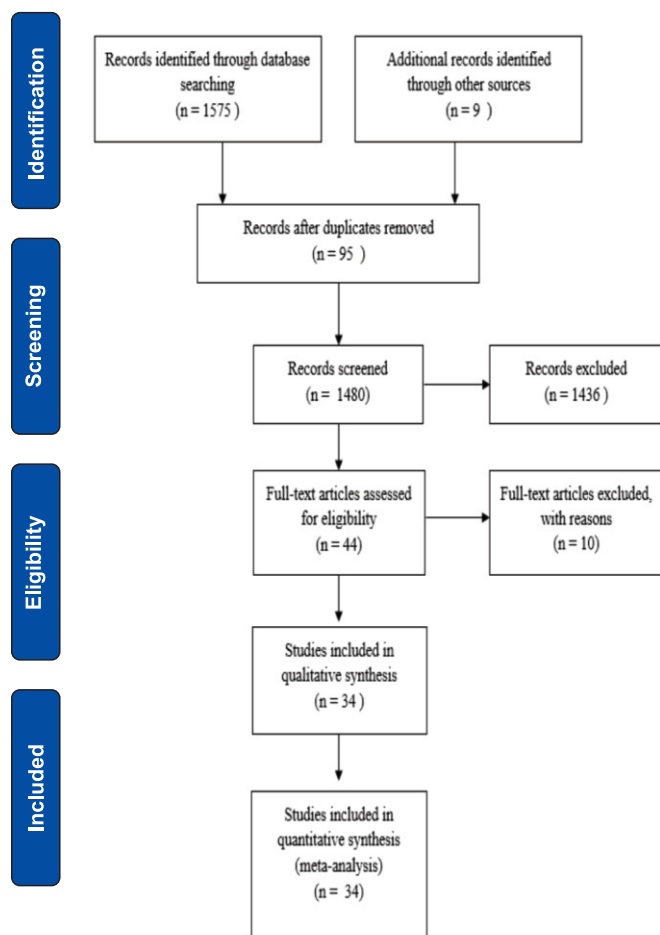 Identification
Records identified through database
searching
(n = 1575 )
Additional records identified
through other sources
(n = 9 )
Records after duplicates removed
(n = 95 )
Screening
Records screened
(n = 1480)
Records excluded
(n = 1436 )
Eligibility
Full-text articles assessed
for eligibility
(n = 44)
Full-text articles excluded,
with reasons
(n = 10)
Studies included in
qualitative synthesis
(n = 34 )
Included
Studies included in
quantitative synthesis
(meta-analysis)
(n = 34)